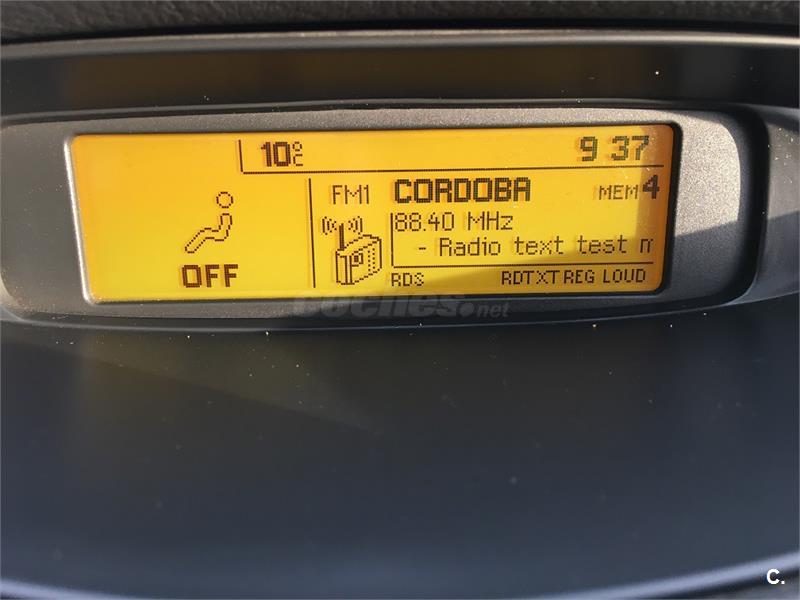 10°C 9 37
FM1 CORDOBA MEM 4
88.40 MHz
- Radio text test
OFF
RDS RDTXT REG LOUD
coches.net
C.